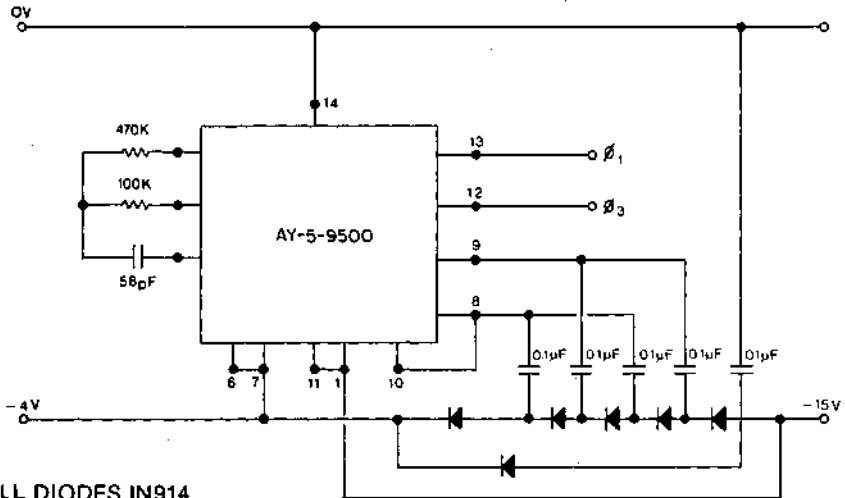 0V
14
470K
13
ø1
100K
12
ø3
AY-5-9500
9
58pF
8
0.1µF
0.1µF
0.1µF
0.1µF
0.1µF
6
7
11
1
10
-4V
-15V
LL DIODES IN914